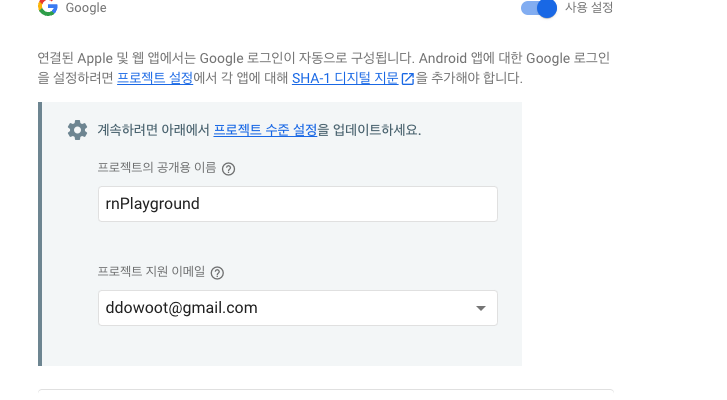 Google
사용 설정
연결된 Apple 및 웹 앱에서는 Google 로그인이 자동으로 구성됩니다. Android 앱에 대한 Google 로그인
을 설정하려면 프로젝트 설정에서 각 앱에 대해 SHA-1 디지털 지문을 추가해야 합니다.
계속하려면 아래에서 프로젝트 수준 설정을 업데이트하세요.
프로젝트의 공개용 이름
rnPlayground
프로젝트 지원 이메일
ddowoot@gmail.com